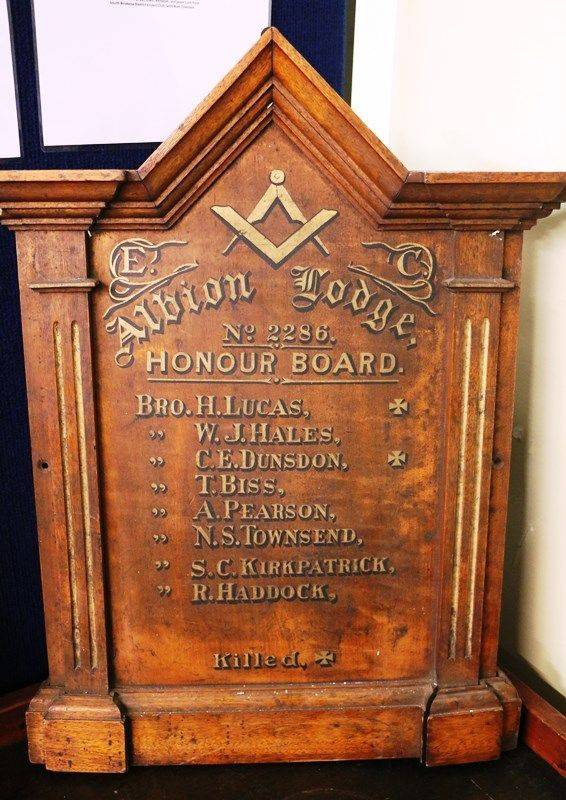 E. C.
Albion Lodge,
No 2286.
HONOUR BOARD.
BRO. H. LUCAS, ✠
„ W. J. HALES,
„ C. E. DUNSDON, ✠
„ T. BISS,
„ A. PEARSON,
„ N. S. TOWNSEND,
„ S. C. KIRKPATRICK,
„ R. HADDOCK,
Killed, ✠